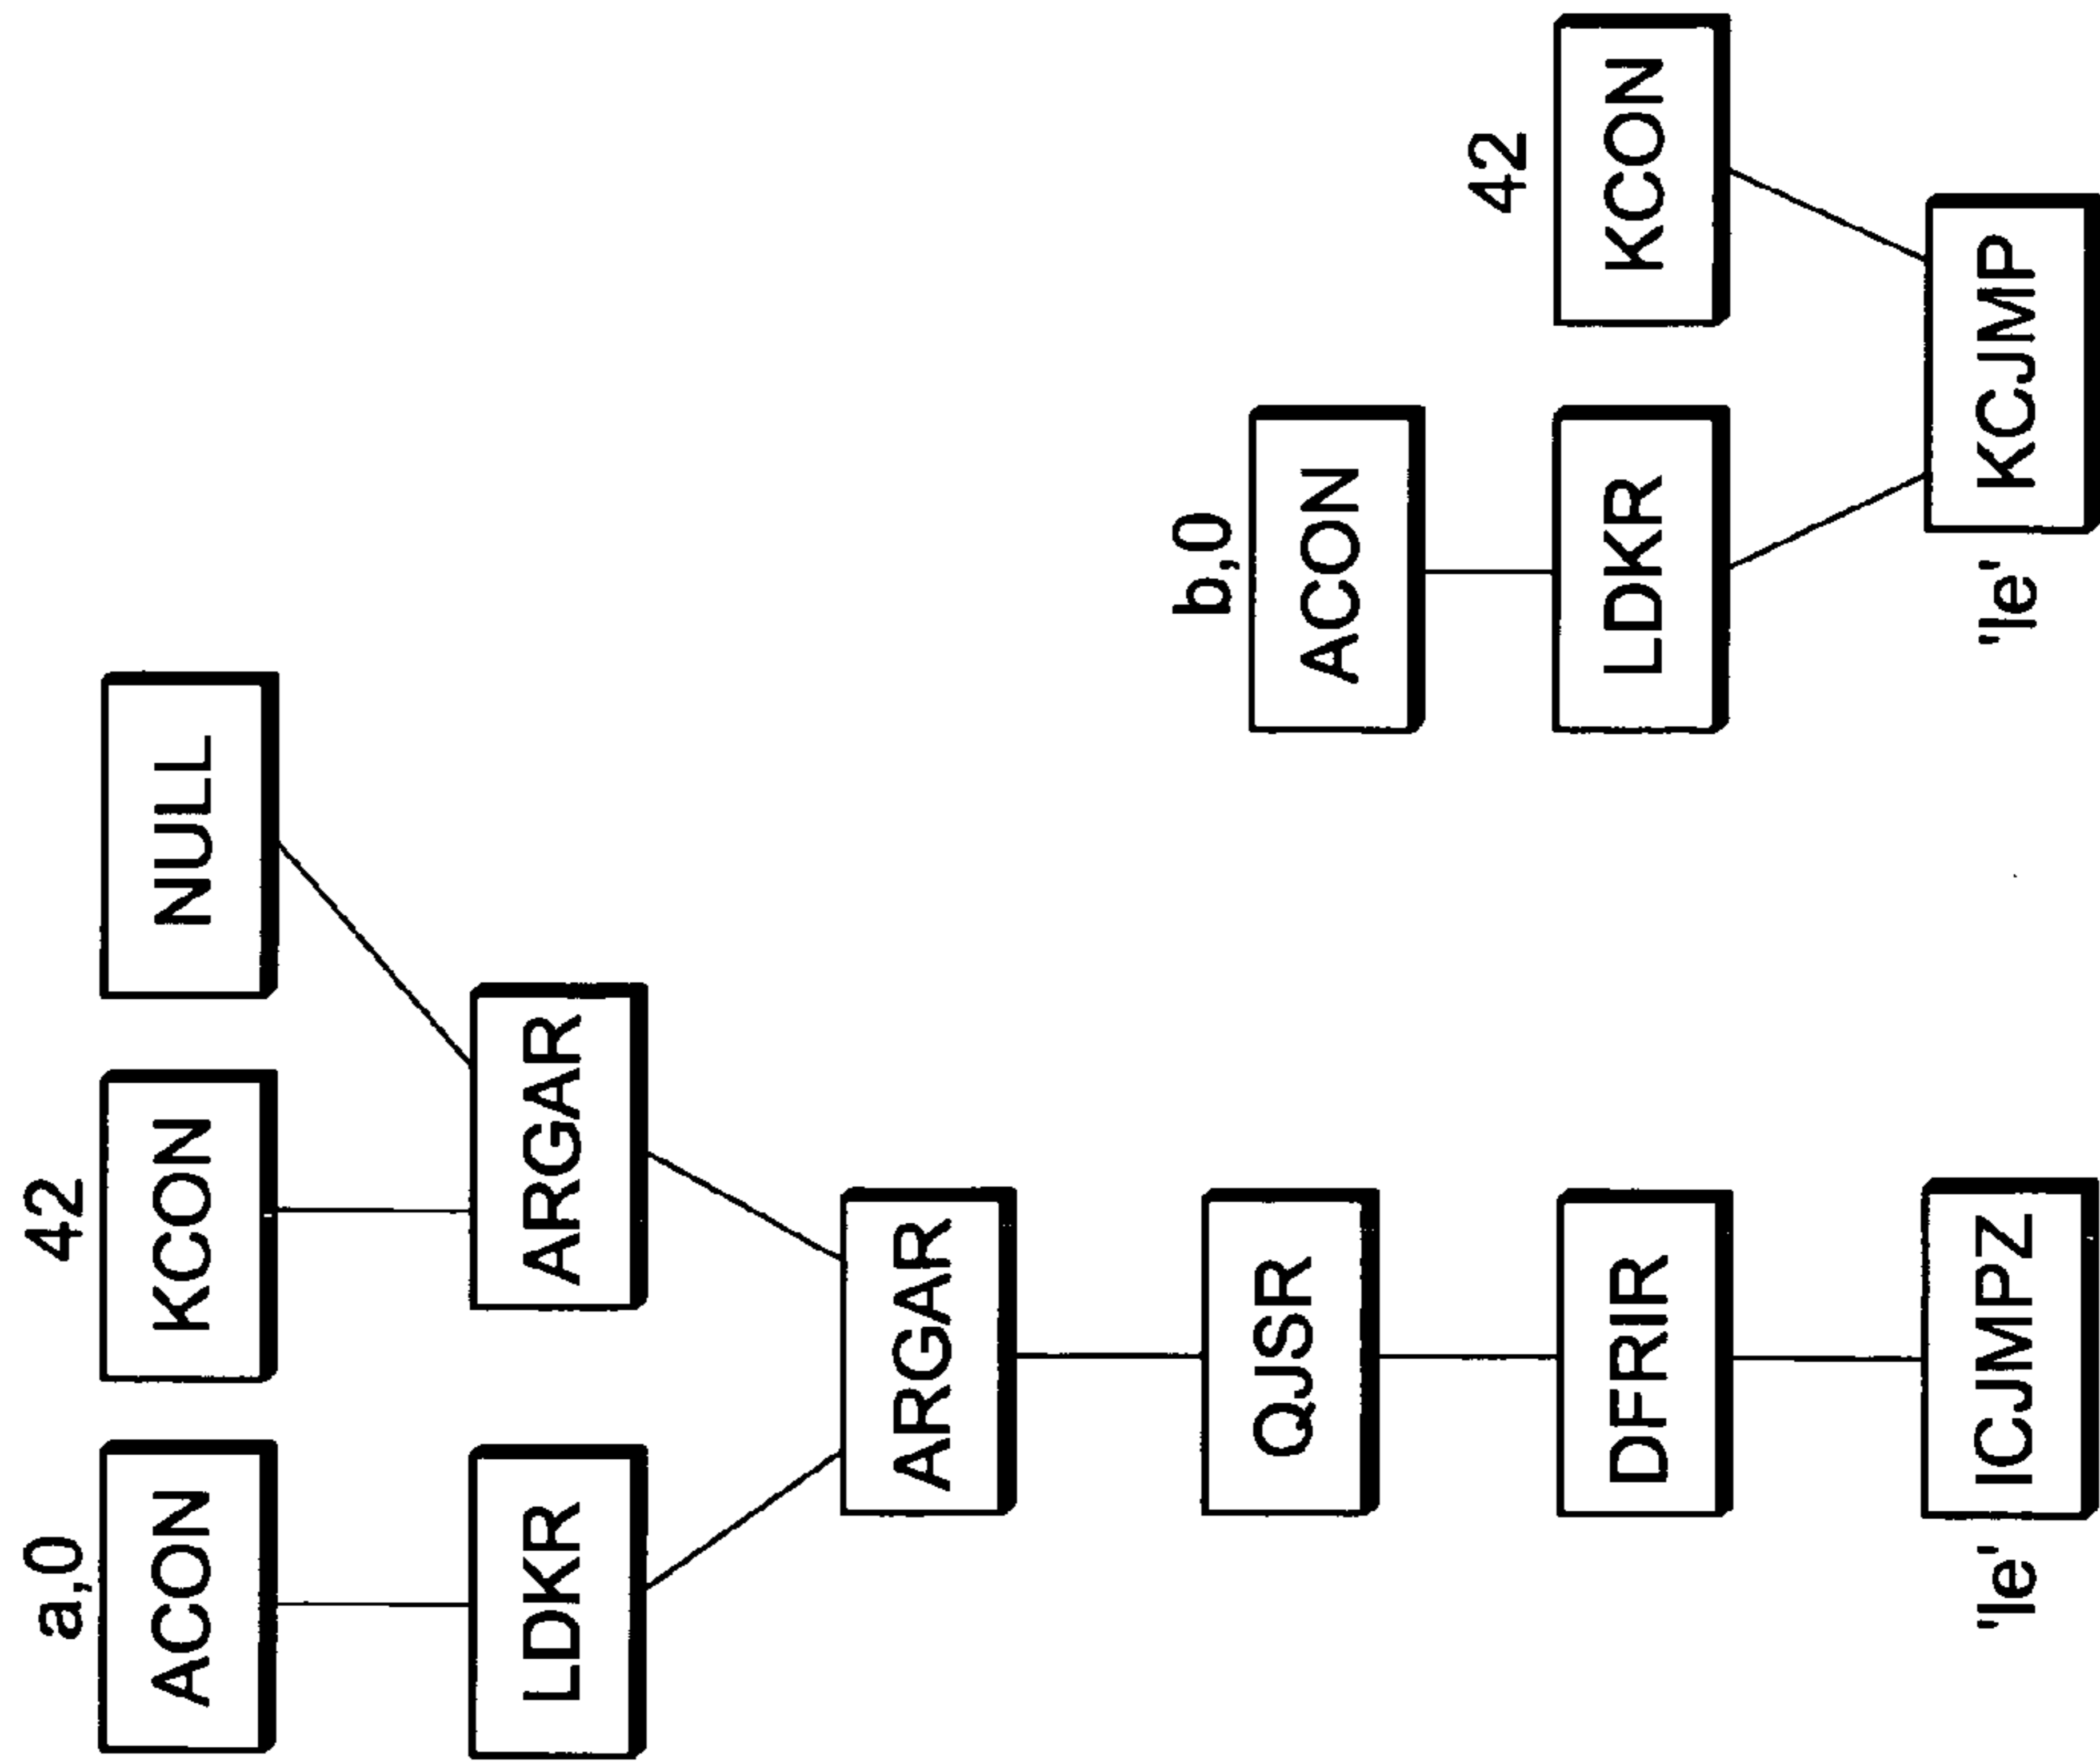 a,0
42
ACON
KCON
NULL
LDKR
ARGAR
ARGAR
QJSR
DFRIR
'le'
ICJMPZ
b,0
ACON
42
LDKR
KCON
'le'
KCJMP